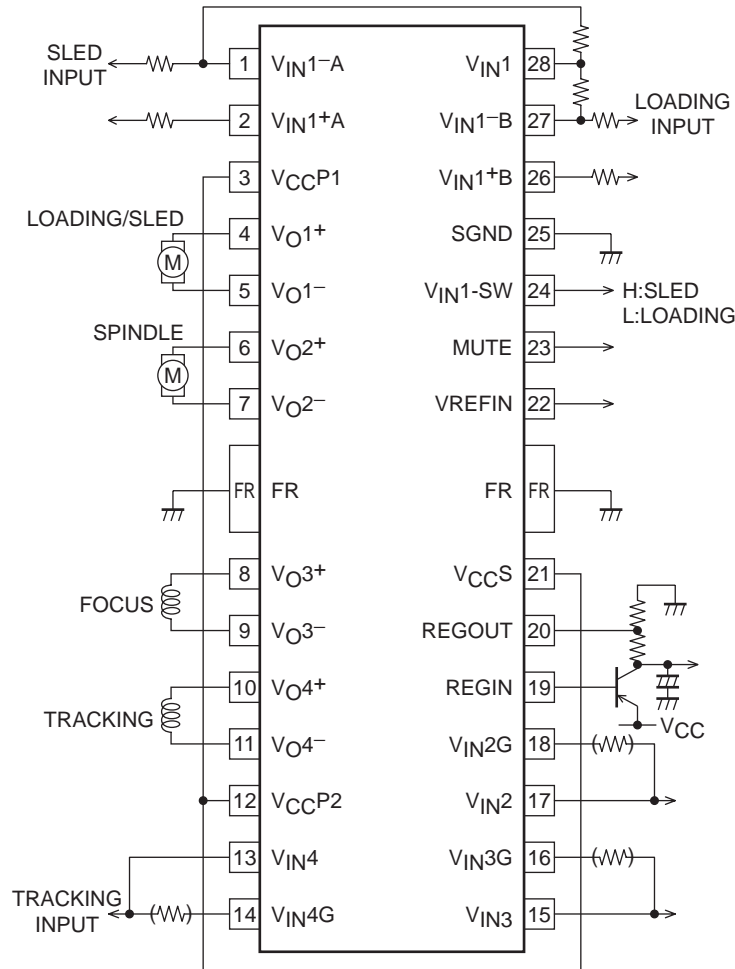 SLED
INPUT
1 VIN1−A
VIN1 28
2 VIN1+A
VIN1−B 27
LOADING
INPUT
3 VCCP1
VIN1+B 26
LOADING/SLED
M
4 VO1+
SGND 25
5 VO1−
VIN1-SW 24
H:SLED
L:LOADING
SPINDLE
M
6 VO2+
MUTE 23
7 VO2−
VREFIN 22
FR FR
FR FR
FOCUS
8 VO3+
VCCS 21
9 VO3−
REGOUT 20
TRACKING
10 VO4+
REGIN 19
VCC
11 VO4−
VIN2G 18
12 VCCP2
VIN2 17
13 VIN4
VIN3G 16
TRACKING
INPUT
14 VIN4G
VIN3 15